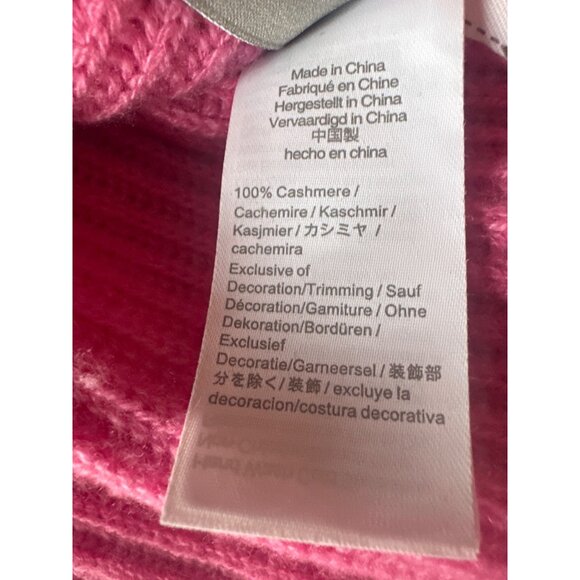 Made in China
Fabriqué en Chine
Hergestellt in China
Vervaardigd in China
中国製
hecho en china
100% Cashmere /
Cachemire / Kaschmir /
Kasjmier / カシミヤ /
cachemira
Exclusive of
Decoration/Trimming / Sauf
Décoration/Garniture / Ohne
Dekoration/Bordüren /
Exclusief
Decoratie/Garneersel / 装飾部
分を除く / 装飾 / excluye la
decoracion/costura decorativa